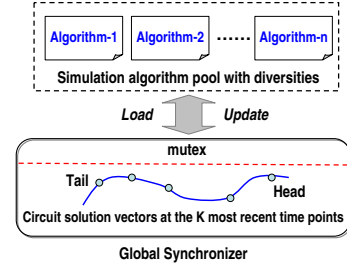 Algorithm-1 Algorithm-2 ...... Algorithm-n
Simulation algorithm pool with diversities
Load Update
mutex
Tail
Head
Circuit solution vectors at the K most recent time points
Global Synchronizer